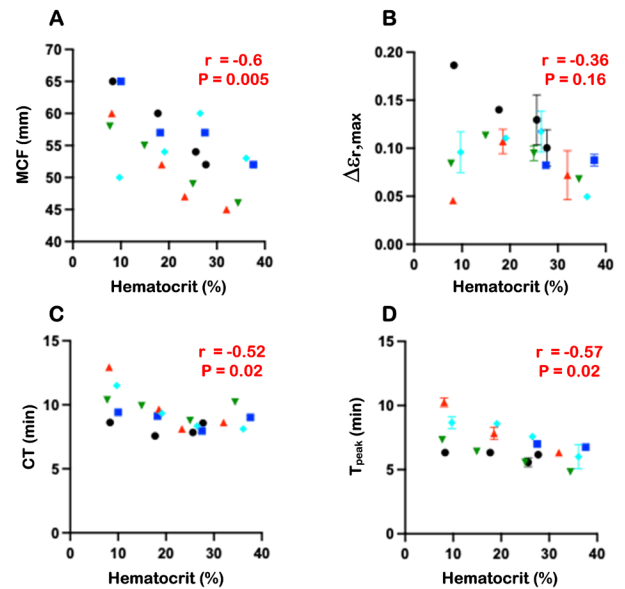 A
r = -0.6
P = 0.005
MCF (mm)
65
60
55
50
45
40
0 10 20 30 40
Hematocrit (%)
B
r = -0.36
P = 0.16
Δεr,max
0.20
0.15
0.10
0.05
0.00
0 10 20 30 40
Hematocrit (%)
C
r = -0.52
P = 0.02
CT (min)
15
10
5
0
0 10 20 30 40
Hematocrit (%)
D
r = -0.57
P = 0.02
Tpeak (min)
15
10
5
0
0 10 20 30 40
Hematocrit (%)